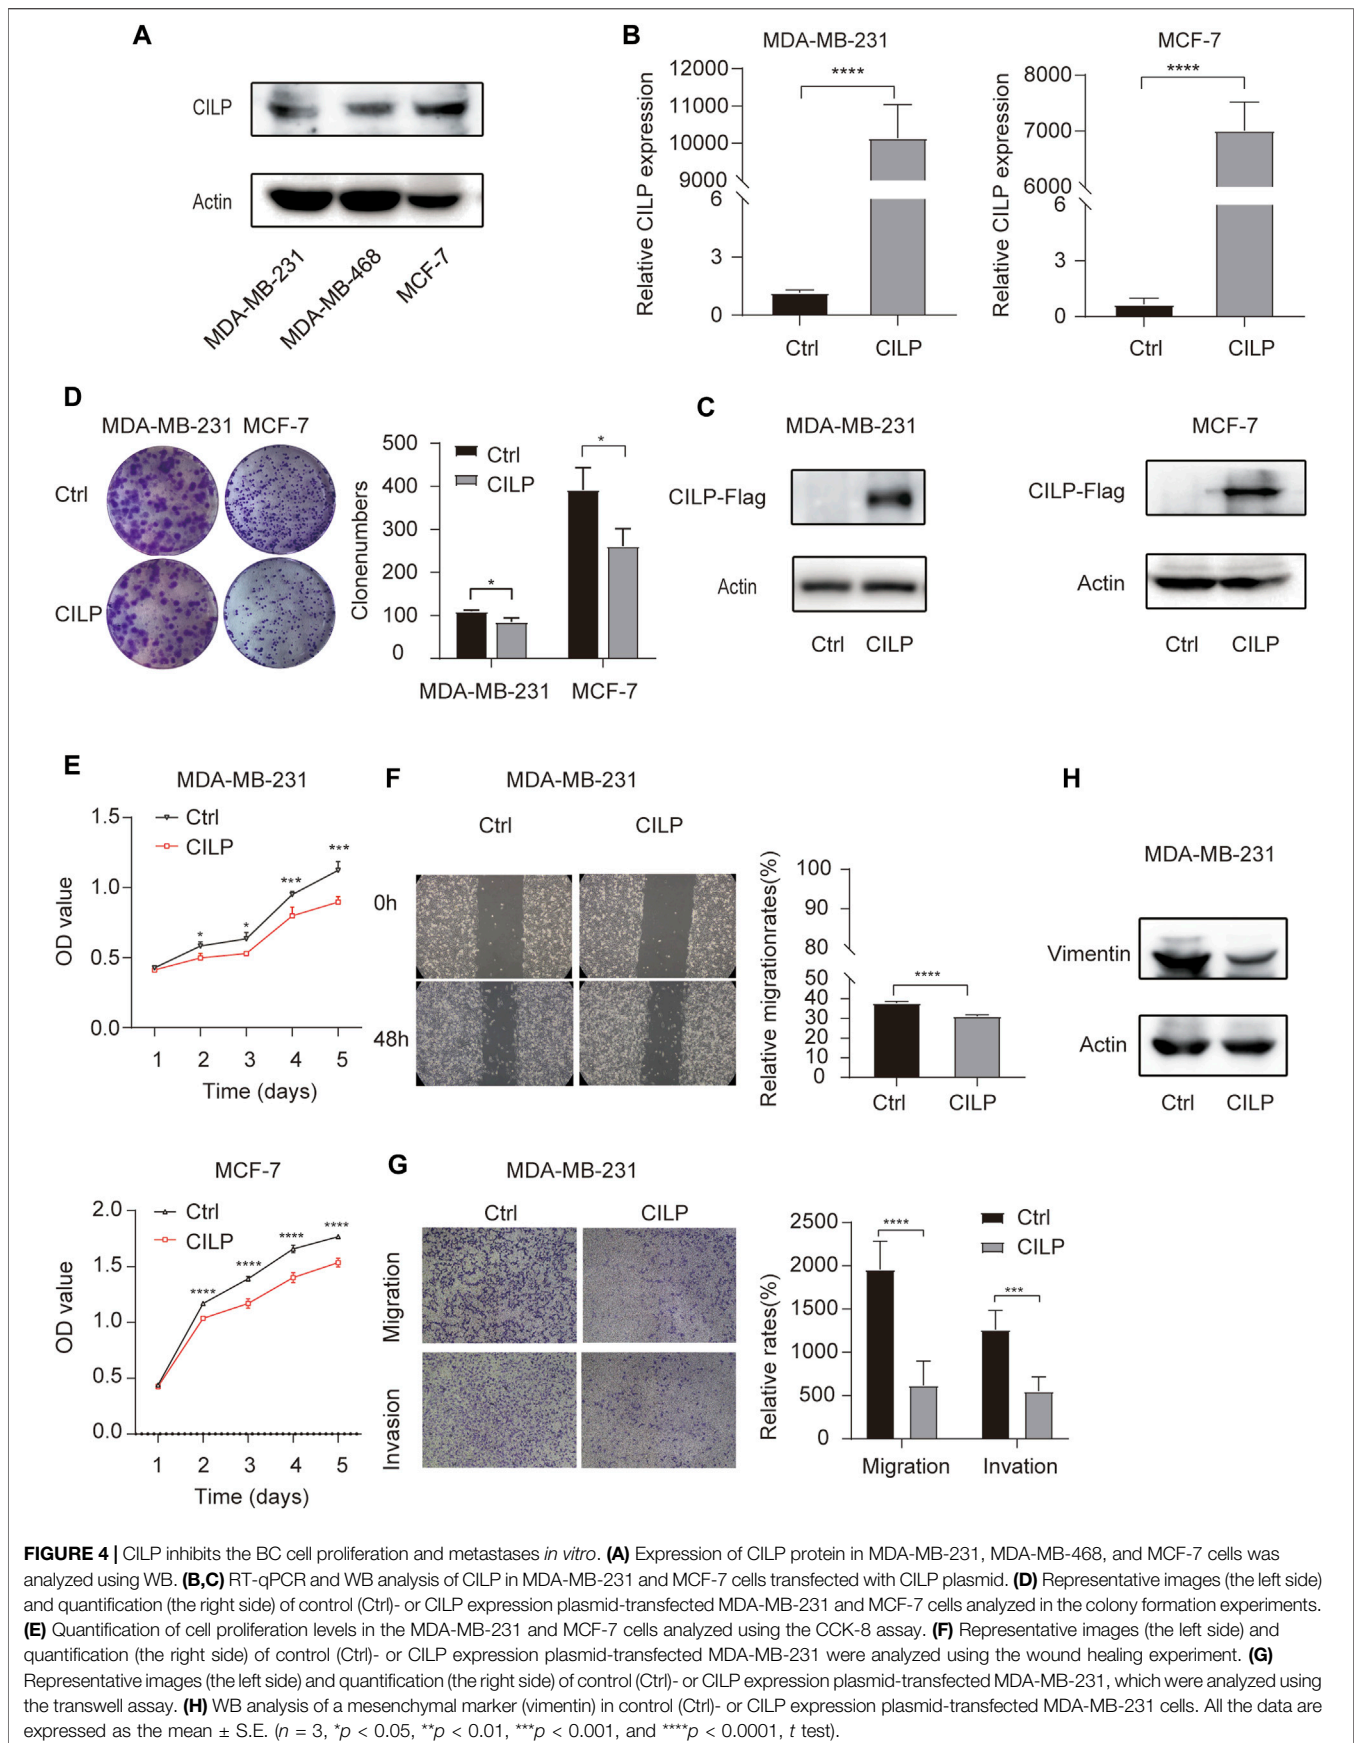 A
CILP
Actin
MDA-MB-231
MDA-MB-468
MCF-7
B
MDA-MB-231
Relative CILP expression
12000
11000
10000
9000
6
3
0
****
Ctrl
CILP
MCF-7
Relative CILP expression
8000
7000
6000
6
3
0
****
Ctrl
CILP
D
MDA-MB-231 MCF-7
Ctrl
CILP
Clonenumbers
500
400
300
200
100
0
Ctrl
CILP
*
*
MDA-MB-231
MCF-7
C
MDA-MB-231
CILP-Flag
Actin
Ctrl CILP
MCF-7
CILP-Flag
Actin
Ctrl CILP
E
MDA-MB-231
OD value
1.5
1.0
0.5
0.0
Ctrl
CILP
* * *** ***
1 2 3 4 5
Time (days)
MCF-7
OD value
2.0
1.5
1.0
0.5
0.0
Ctrl
CILP
**** **** **** ****
1 2 3 4 5
Time (days)
F
MDA-MB-231
Ctrl CILP
0h
48h
Relative migrationrates(%)
100
90
80
50
40
30
20
10
0
****
Ctrl CILP
G
MDA-MB-231
Ctrl CILP
Migration
Invasion
Relative rates(%)
2500
2000
1500
1000
500
0
Ctrl
CILP
****
***
Migration Invation
H
MDA-MB-231
Vimentin
Actin
Ctrl CILP
FIGURE 4 | CILP inhibits the BC cell proliferation and metastases in vitro. (A) Expression of CILP protein in MDA-MB-231, MDA-MB-468, and MCF-7 cells was
analyzed using WB. (B,C) RT-qPCR and WB analysis of CILP in MDA-MB-231 and MCF-7 cells transfected with CILP plasmid. (D) Representative images (the left side)
and quantification (the right side) of control (Ctrl)- or CILP expression plasmid-transfected MDA-MB-231 and MCF-7 cells analyzed in the colony formation experiments.
(E) Quantification of cell proliferation levels in the MDA-MB-231 and MCF-7 cells analyzed using the CCK-8 assay. (F) Representative images (the left side) and
quantification (the right side) of control (Ctrl)- or CILP expression plasmid-transfected MDA-MB-231 were analyzed using the wound healing experiment. (G)
Representative images (the left side) and quantification (the right side) of control (Ctrl)- or CILP expression plasmid-transfected MDA-MB-231, which were analyzed using
the transwell assay. (H) WB analysis of a mesenchymal marker (vimentin) in control (Ctrl)- or CILP expression plasmid-transfected MDA-MB-231 cells. All the data are
expressed as the mean ± S.E. (n = 3, *p < 0.05, **p < 0.01, ***p < 0.001, and ****p < 0.0001, t test).